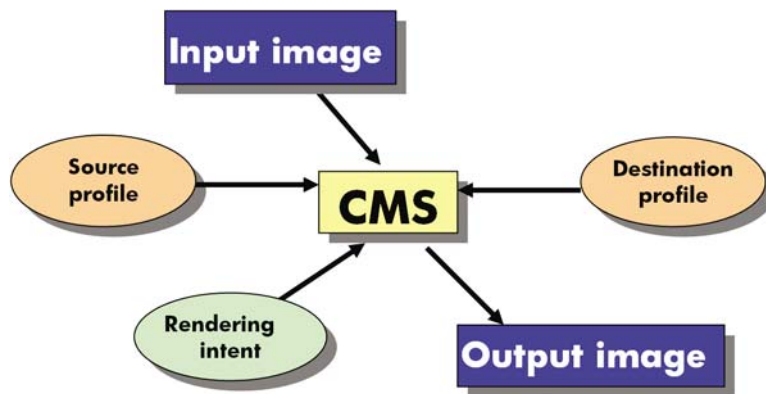 Input image
Source
profile
Destination
profile
CMS
Rendering
intent
Output image